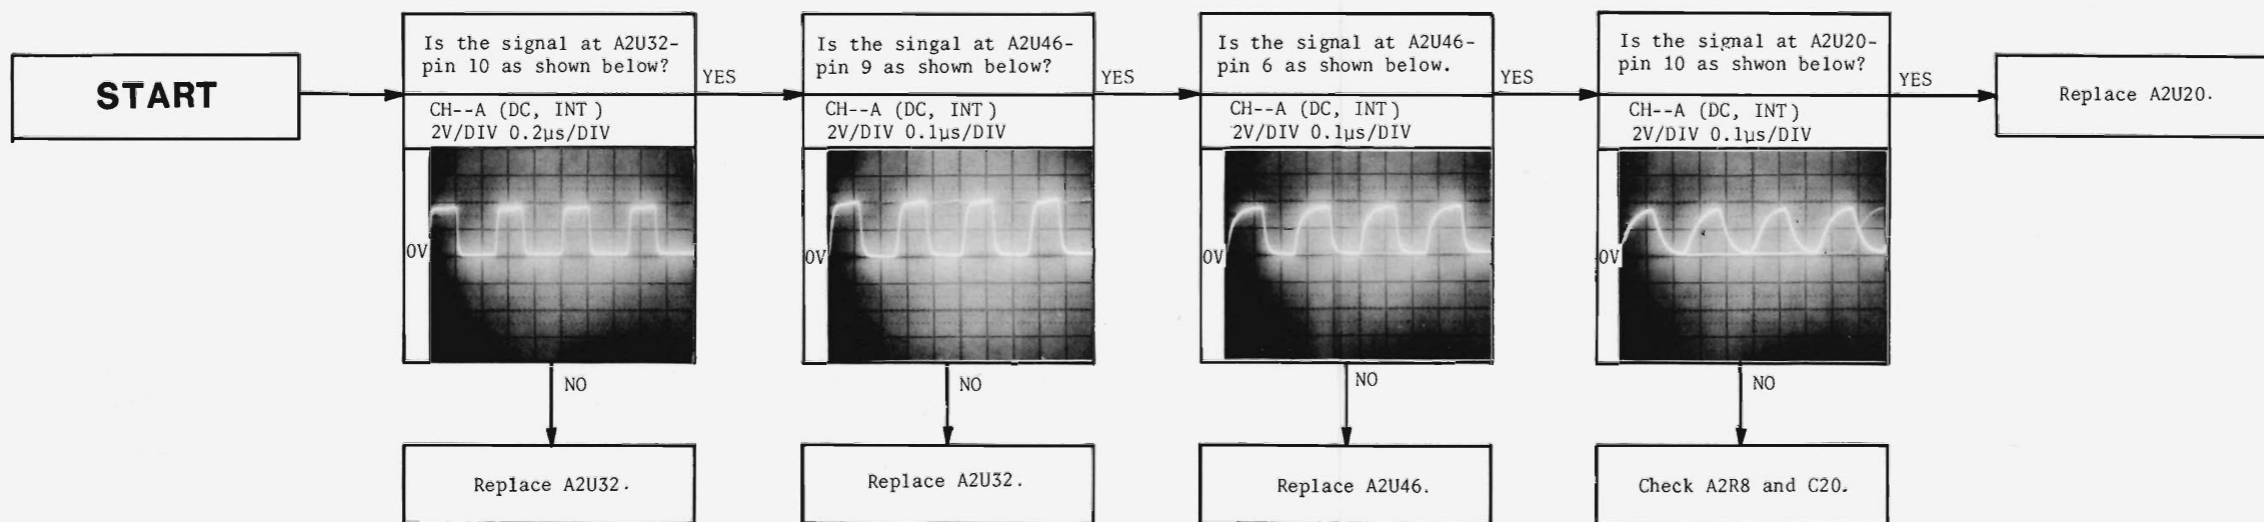 START
Is the signal at A2U32-
pin 10 as shown below?
CH--A (DC, INT)
2V/DIV 0.2µs/DIV
0V
NO
Replace A2U32.
YES
Is the singal at A2U46-
pin 9 as shown below?
CH--A (DC, INT)
2V/DIV 0.1µs/DIV
0V
NO
Replace A2U32.
YES
Is the signal at A2U46-
pin 6 as shown below.
CH--A (DC, INT)
2V/DIV 0.1µs/DIV
0V
NO
Replace A2U46.
YES
Is the signal at A2U20-
pin 10 as shwon below?
CH--A (DC, INT)
2V/DIV 0.1µs/DIV
0V
NO
Check A2R8 and C20.
YES
Replace A2U20.